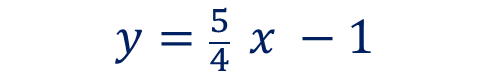 y = 5/4 x − 1